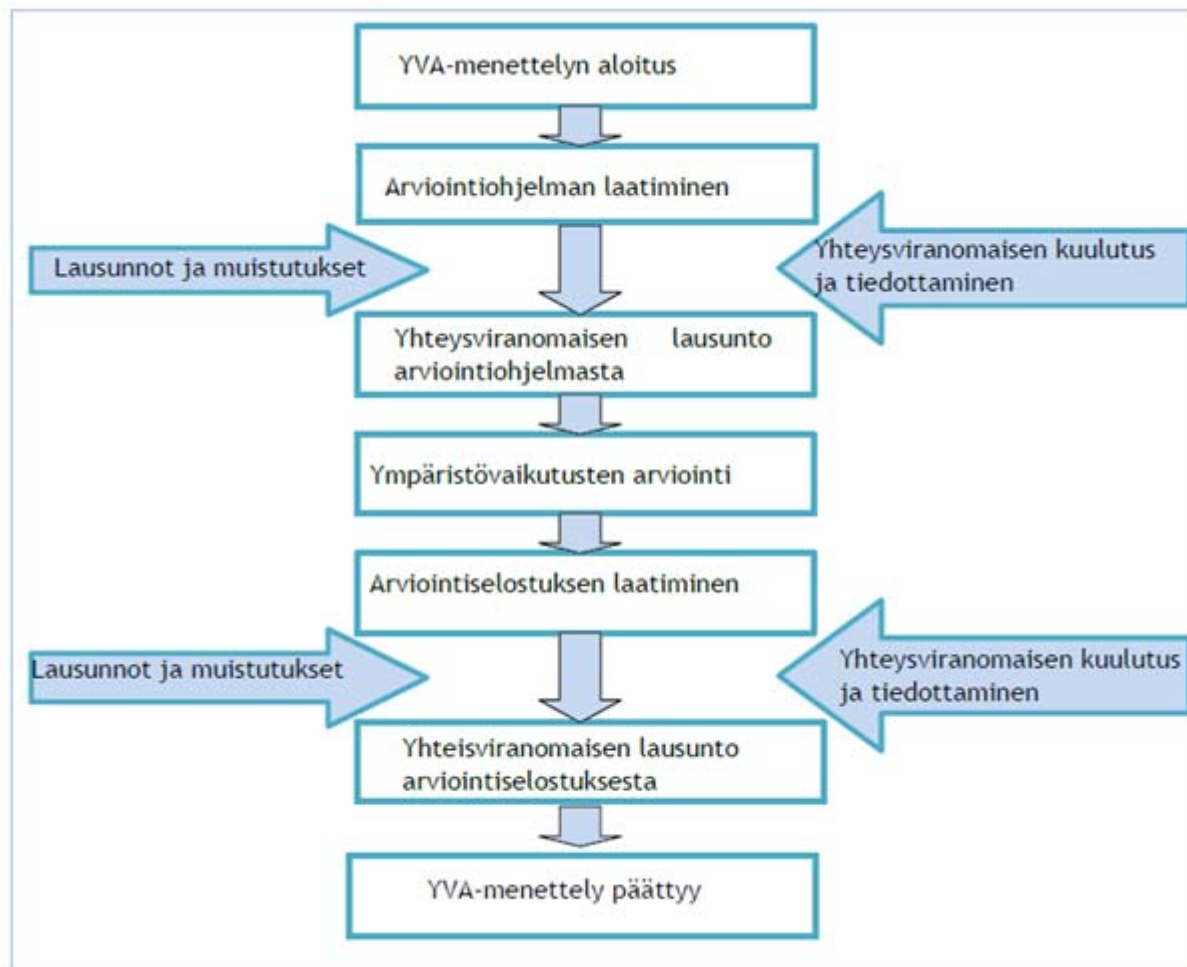 YVA-menettelyn aloitus
Arviointiohjelman laatiminen
Lausunnot ja muistutukset
Yhteysviranomaisen kuulutus
ja tiedottaminen
Yhteysviranomaisen lausunto
arviointiohjelmasta
Ympäristövaikutusten arviointi
Arviointiselostuksen laatiminen
Lausunnot ja muistutukset
Yhteysviranomaisen kuulutus
ja tiedottaminen
Yhteisviranomaisen lausunto
arviointiselostuksesta
YVA-menettely päättyy